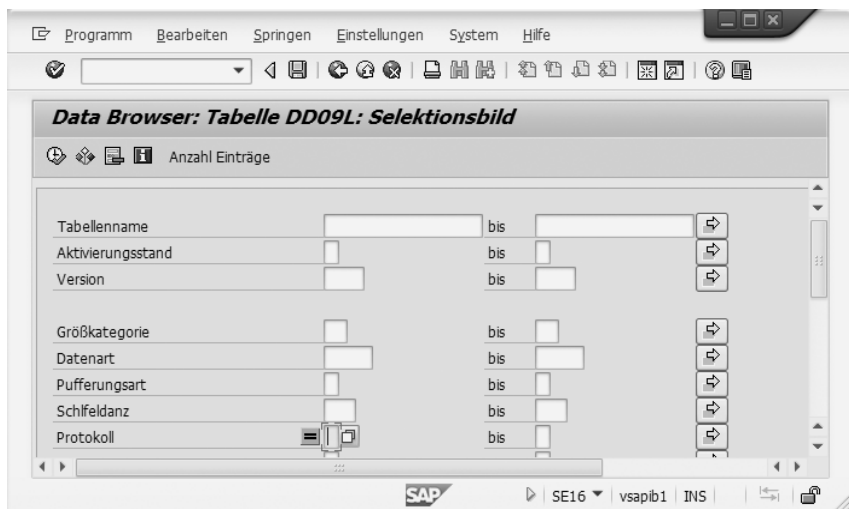 Programm Bearbeiten Springen Einstellungen System Hilfe
Data Browser: Tabelle DD09L: Selektionsbild
Anzahl Einträge
Tabellenname bis
Aktivierungsstand bis
Version bis
Größkategorie bis
Datenart bis
Pufferungsart bis
Schlfeldanz bis
Protokoll bis
SAP SE16 vsapib1 INS